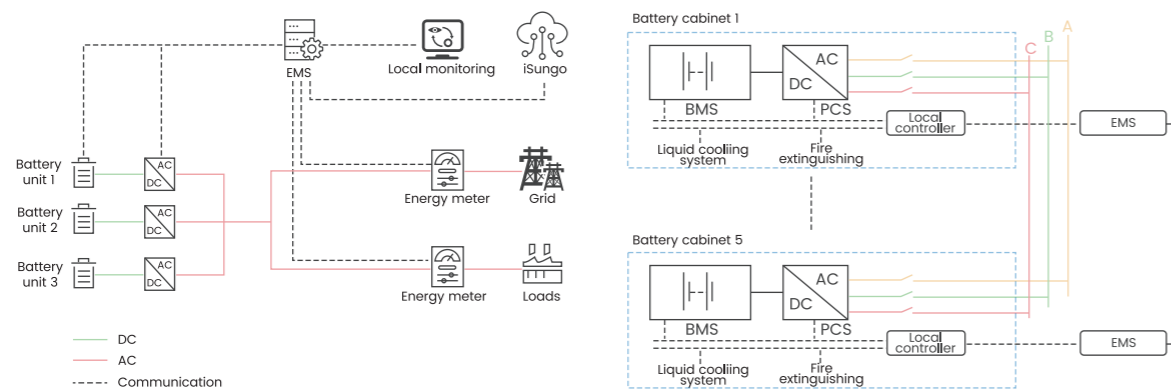 EMS
Local monitoring
iSungo
Battery
unit 1
AC
DC
Energy meter
Grid
Battery
unit 2
AC
DC
Battery
unit 3
AC
DC
Energy meter
Loads
DC
AC
Communication
Battery cabinet 1
A
B
C
AC
DC
BMS
PCS
Local
controller
EMS
Liquid cooliing
system
Fire
extinguishing
Battery cabinet 5
AC
DC
BMS
PCS
Local
controller
EMS
Liquid cooliing
system
Fire
extinguishing